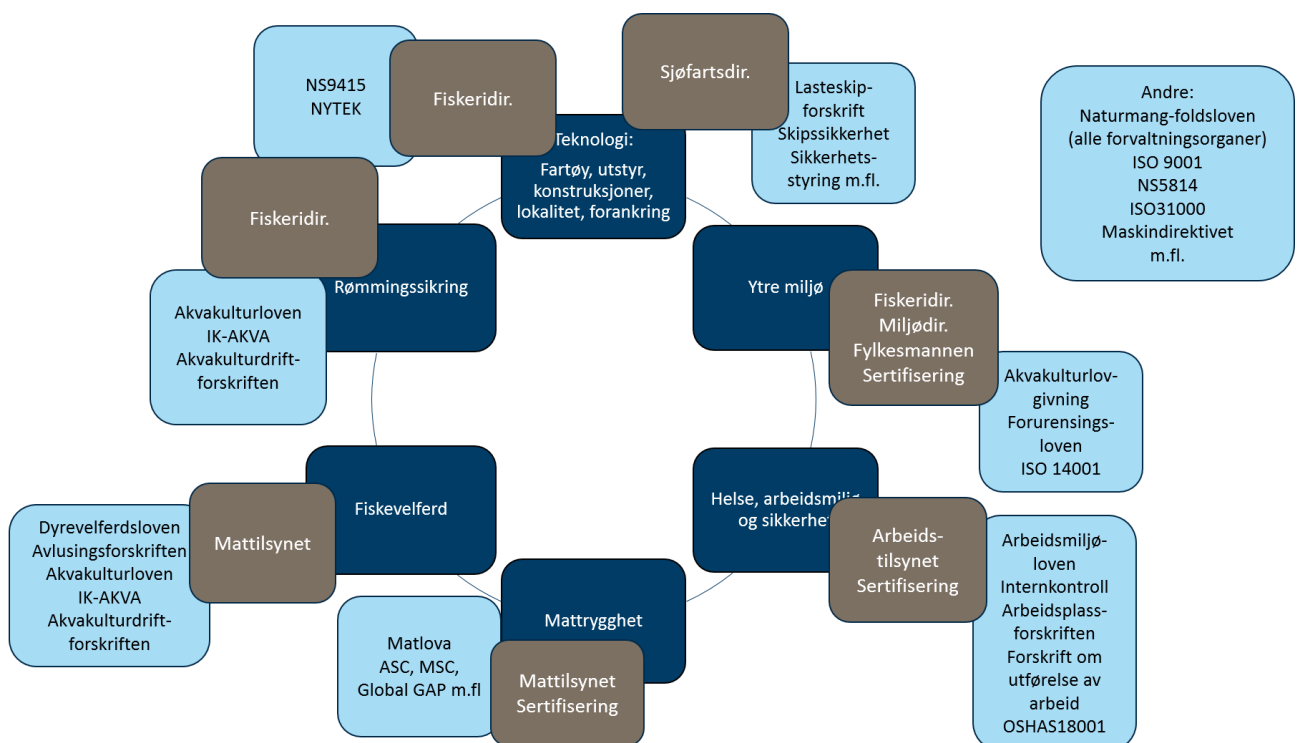 NS9415
NYTEK
Fiskeridir.
Sjøfartsdir.
Lasteskip-
forskrift
Skipssikkerhet
Sikkerhets-
styring m.fl.
Andre:
Naturmang-foldsloven
(alle forvaltningsorganer)
ISO 9001
NS5814
ISO31000
Maskindirektivet
m.fl.
Teknologi:
Fartøy, utstyr,
konstruksjoner,
lokalitet, forankring
Fiskeridir.
Rømmingssikring
Akvakulturloven
IK-AKVA
Akvakulturdrift-
forskriften
Ytre miljø
Fiskeridir.
Miljødir.
Fylkesmannen
Sertifisering
Akvakulturlov-
givning
Forurensings-
loven
ISO 14001
Fiskevelferd
Mattilsynet
Dyrevelferdsloven
Avlusingsforskriften
Akvakulturloven
IK-AKVA
Akvakulturdrift-
forskriften
Helse, arbeidsmiljø
og sikkerhet
Arbeids-
tilsynet
Sertifisering
Arbeidsmiljø-
loven
Internkontroll
Arbeidsplass-
forskriften
Forskrift om
utførelse av
arbeid
OSHAS18001
Mattrygghet
Matlova
ASC, MSC,
Global GAP m.fl
Mattilsynet
Sertifisering